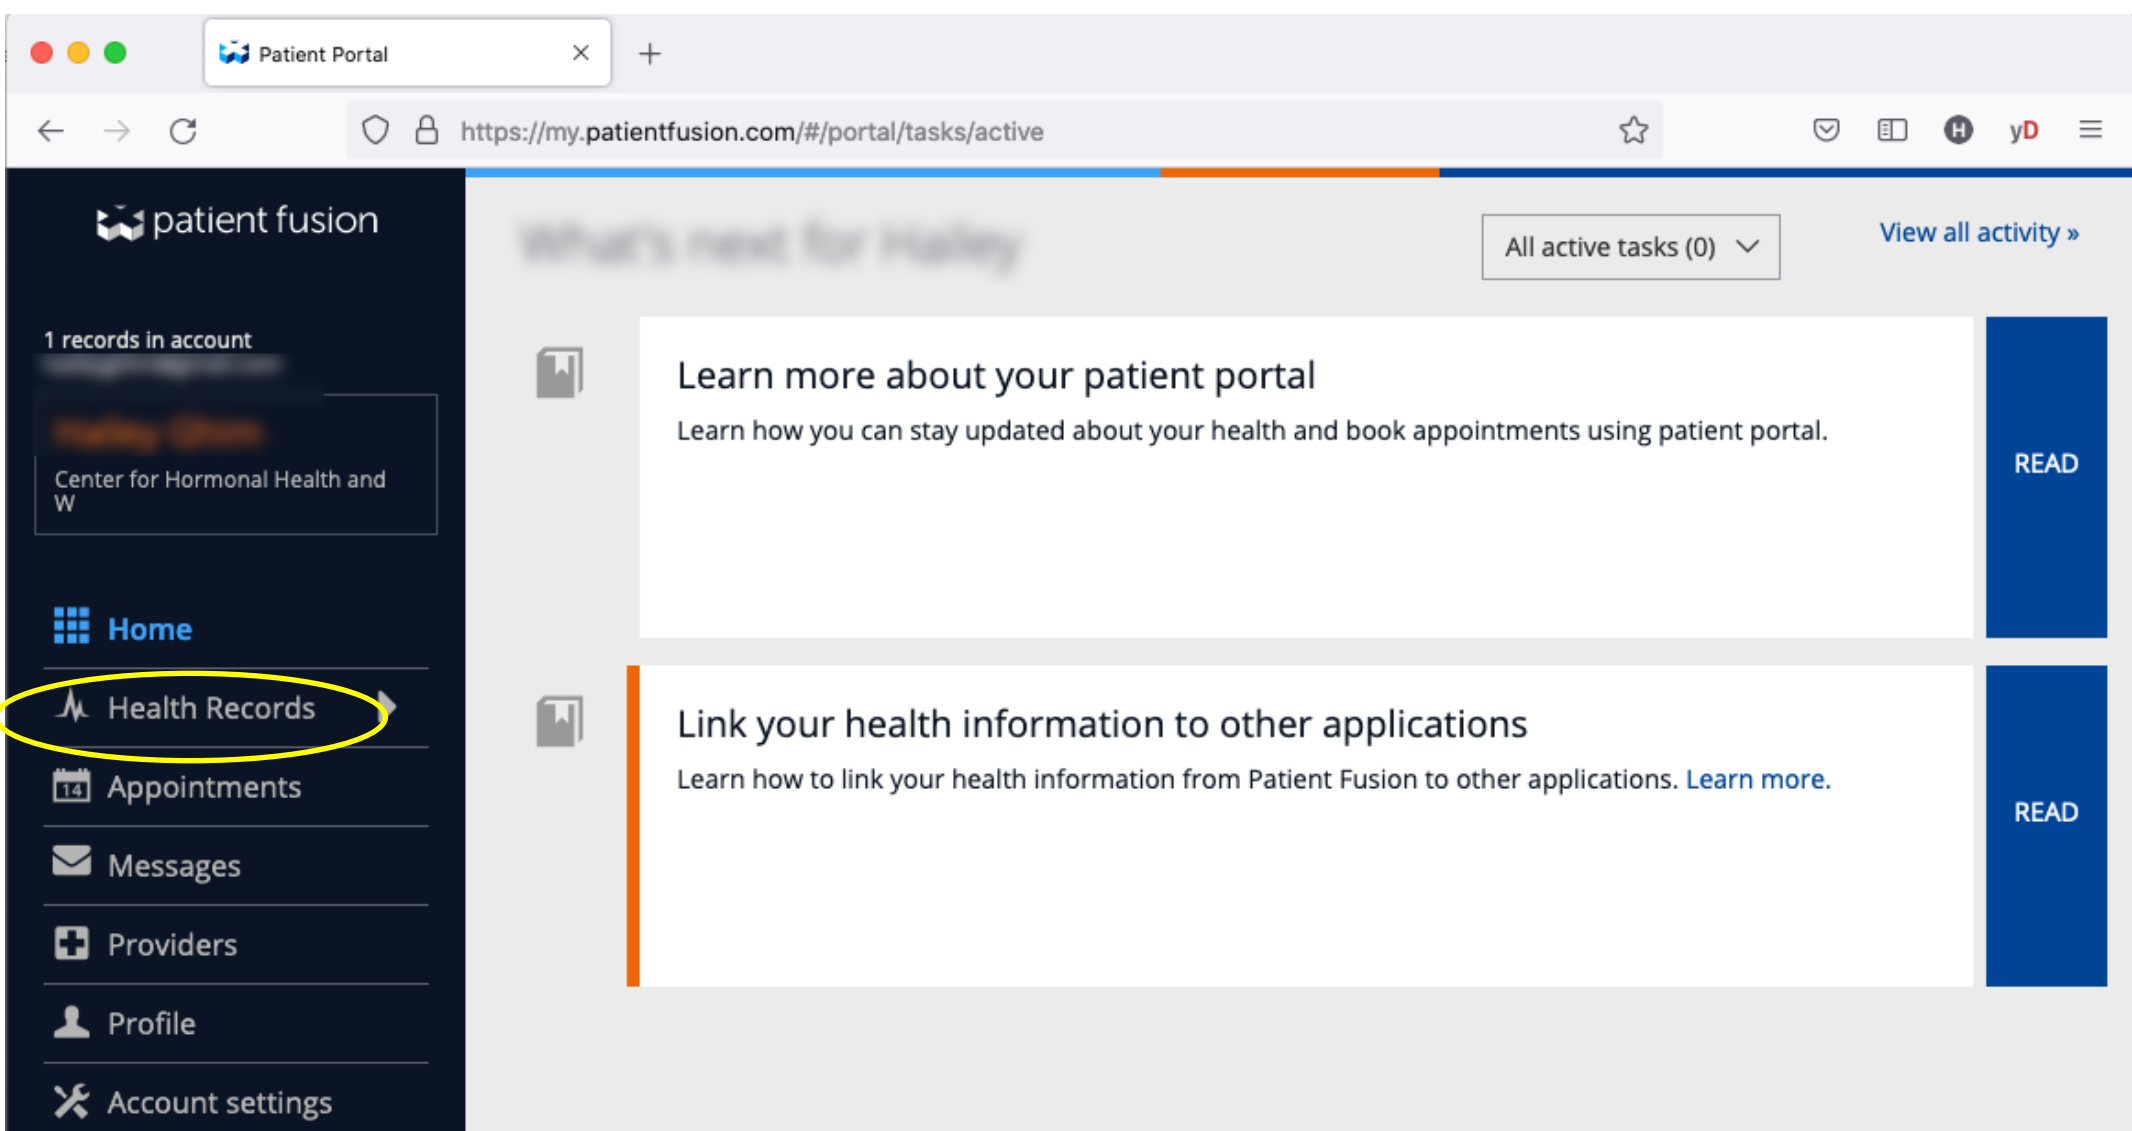 Patient Portal
https://my.patientfusion.com/#/portal/tasks/active
H
yD
patient fusion
1 records in account
Center for Hormonal Health and
W
Home
Health Records
14
Appointments
Messages
Providers
Profile
Account settings
All active tasks (0)
View all activity »
Learn more about your patient portal
Learn how you can stay updated about your health and book appointments using patient portal.
READ
Link your health information to other applications
Learn how to link your health information from Patient Fusion to other applications. Learn more.
READ